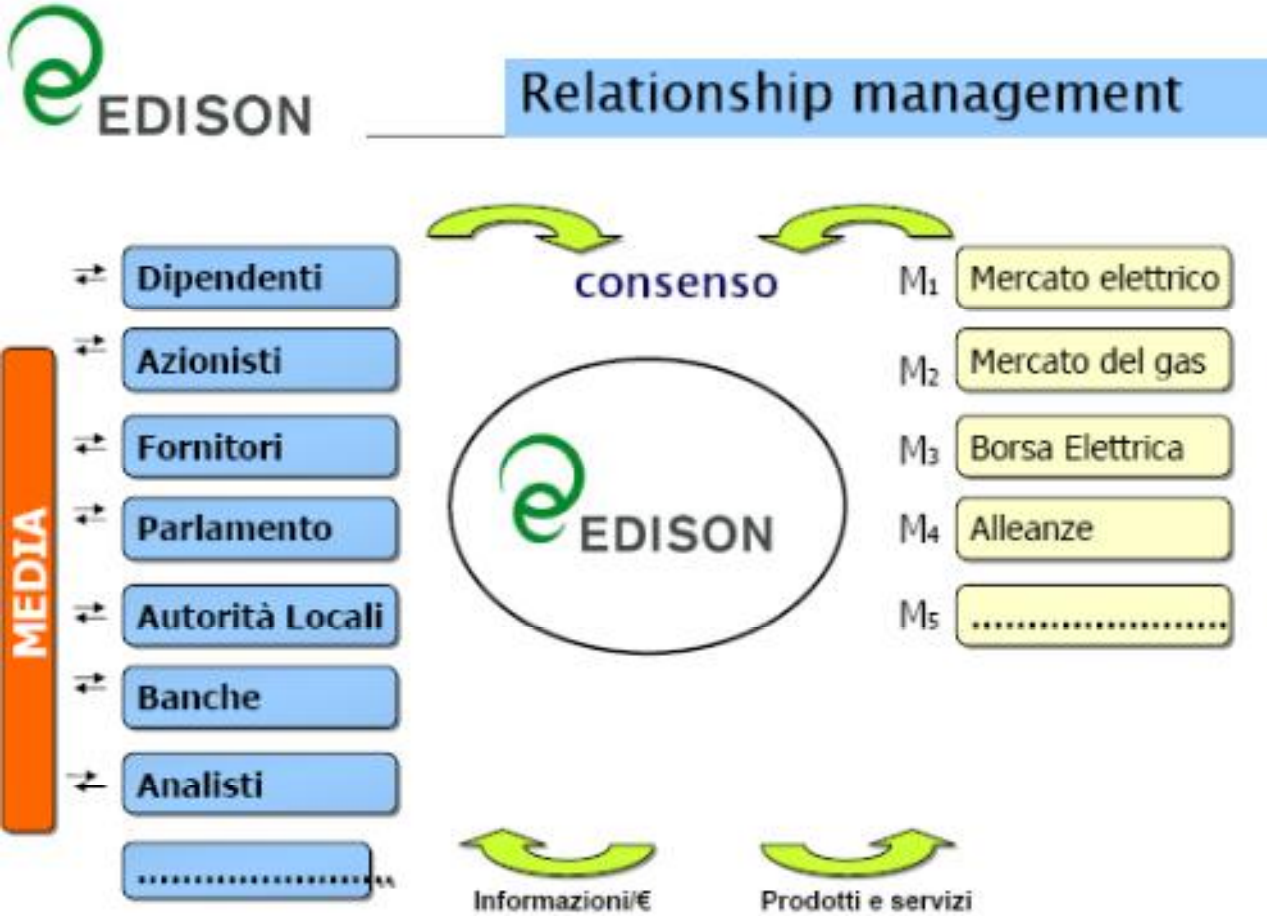 EDISON
Relationship management
consenso
MEDIA
Dipendenti
Azionisti
Fornitori
Parlamento
Autorità Locali
Banche
Analisti
........................
EDISON
M₁ Mercato elettrico
M₂ Mercato del gas
M₃ Borsa Elettrica
M₄ Alleanze
M₅ .......................
Informazioni/€
Prodotti e servizi